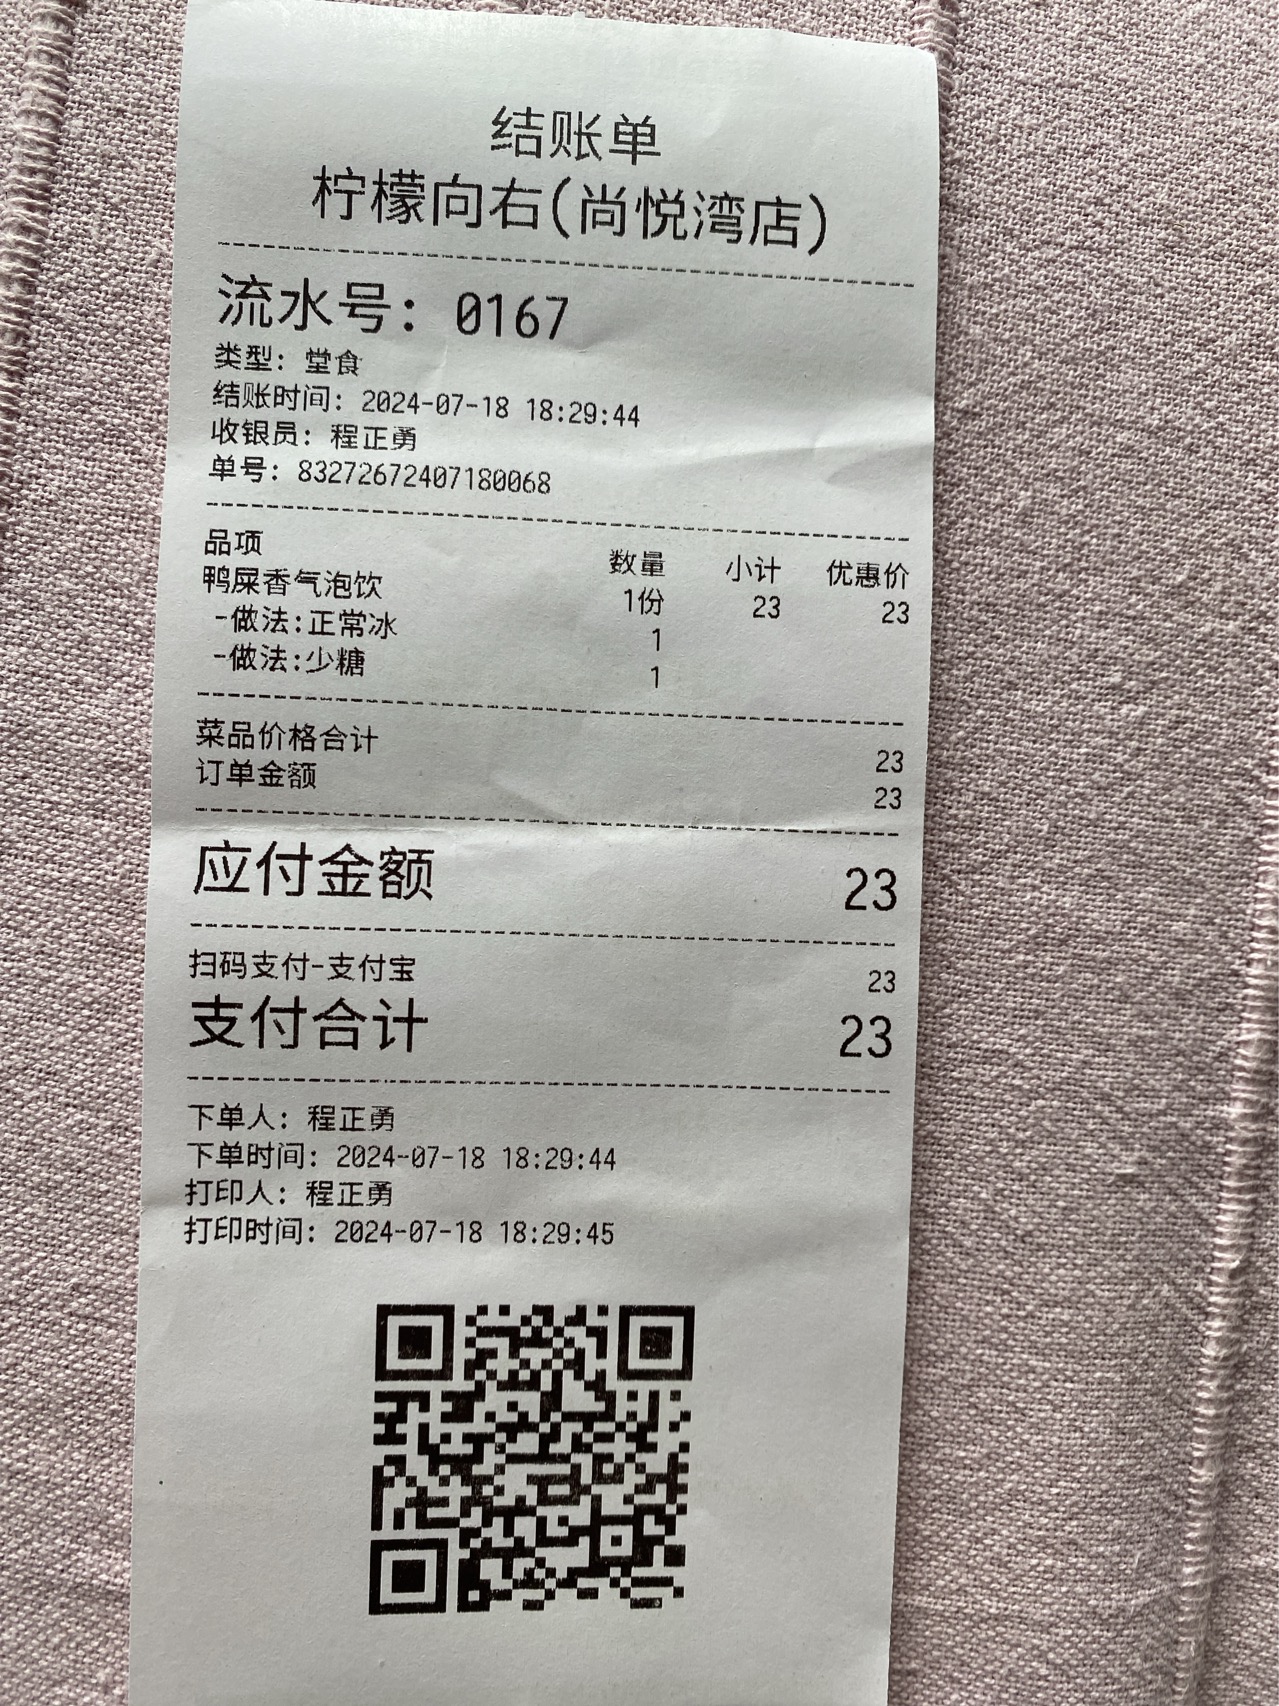 结账单
柠檬向右(尚悦湾店)
流水号: 0167
类型: 堂食
结账时间: 2024-07-18 18:29:44
收银员: 程正勇
单号: 83272672407180068
品项 数量 小计 优惠价
鸭屎香气泡饮 1份 23 23
-做法:正常冰 1
-做法:少糖 1
菜品价格合计 23
订单金额 23
应付金额 23
扫码支付-支付宝 23
支付合计 23
下单人: 程正勇
下单时间: 2024-07-18 18:29:44
打印人: 程正勇
打印时间: 2024-07-18 18:29:45